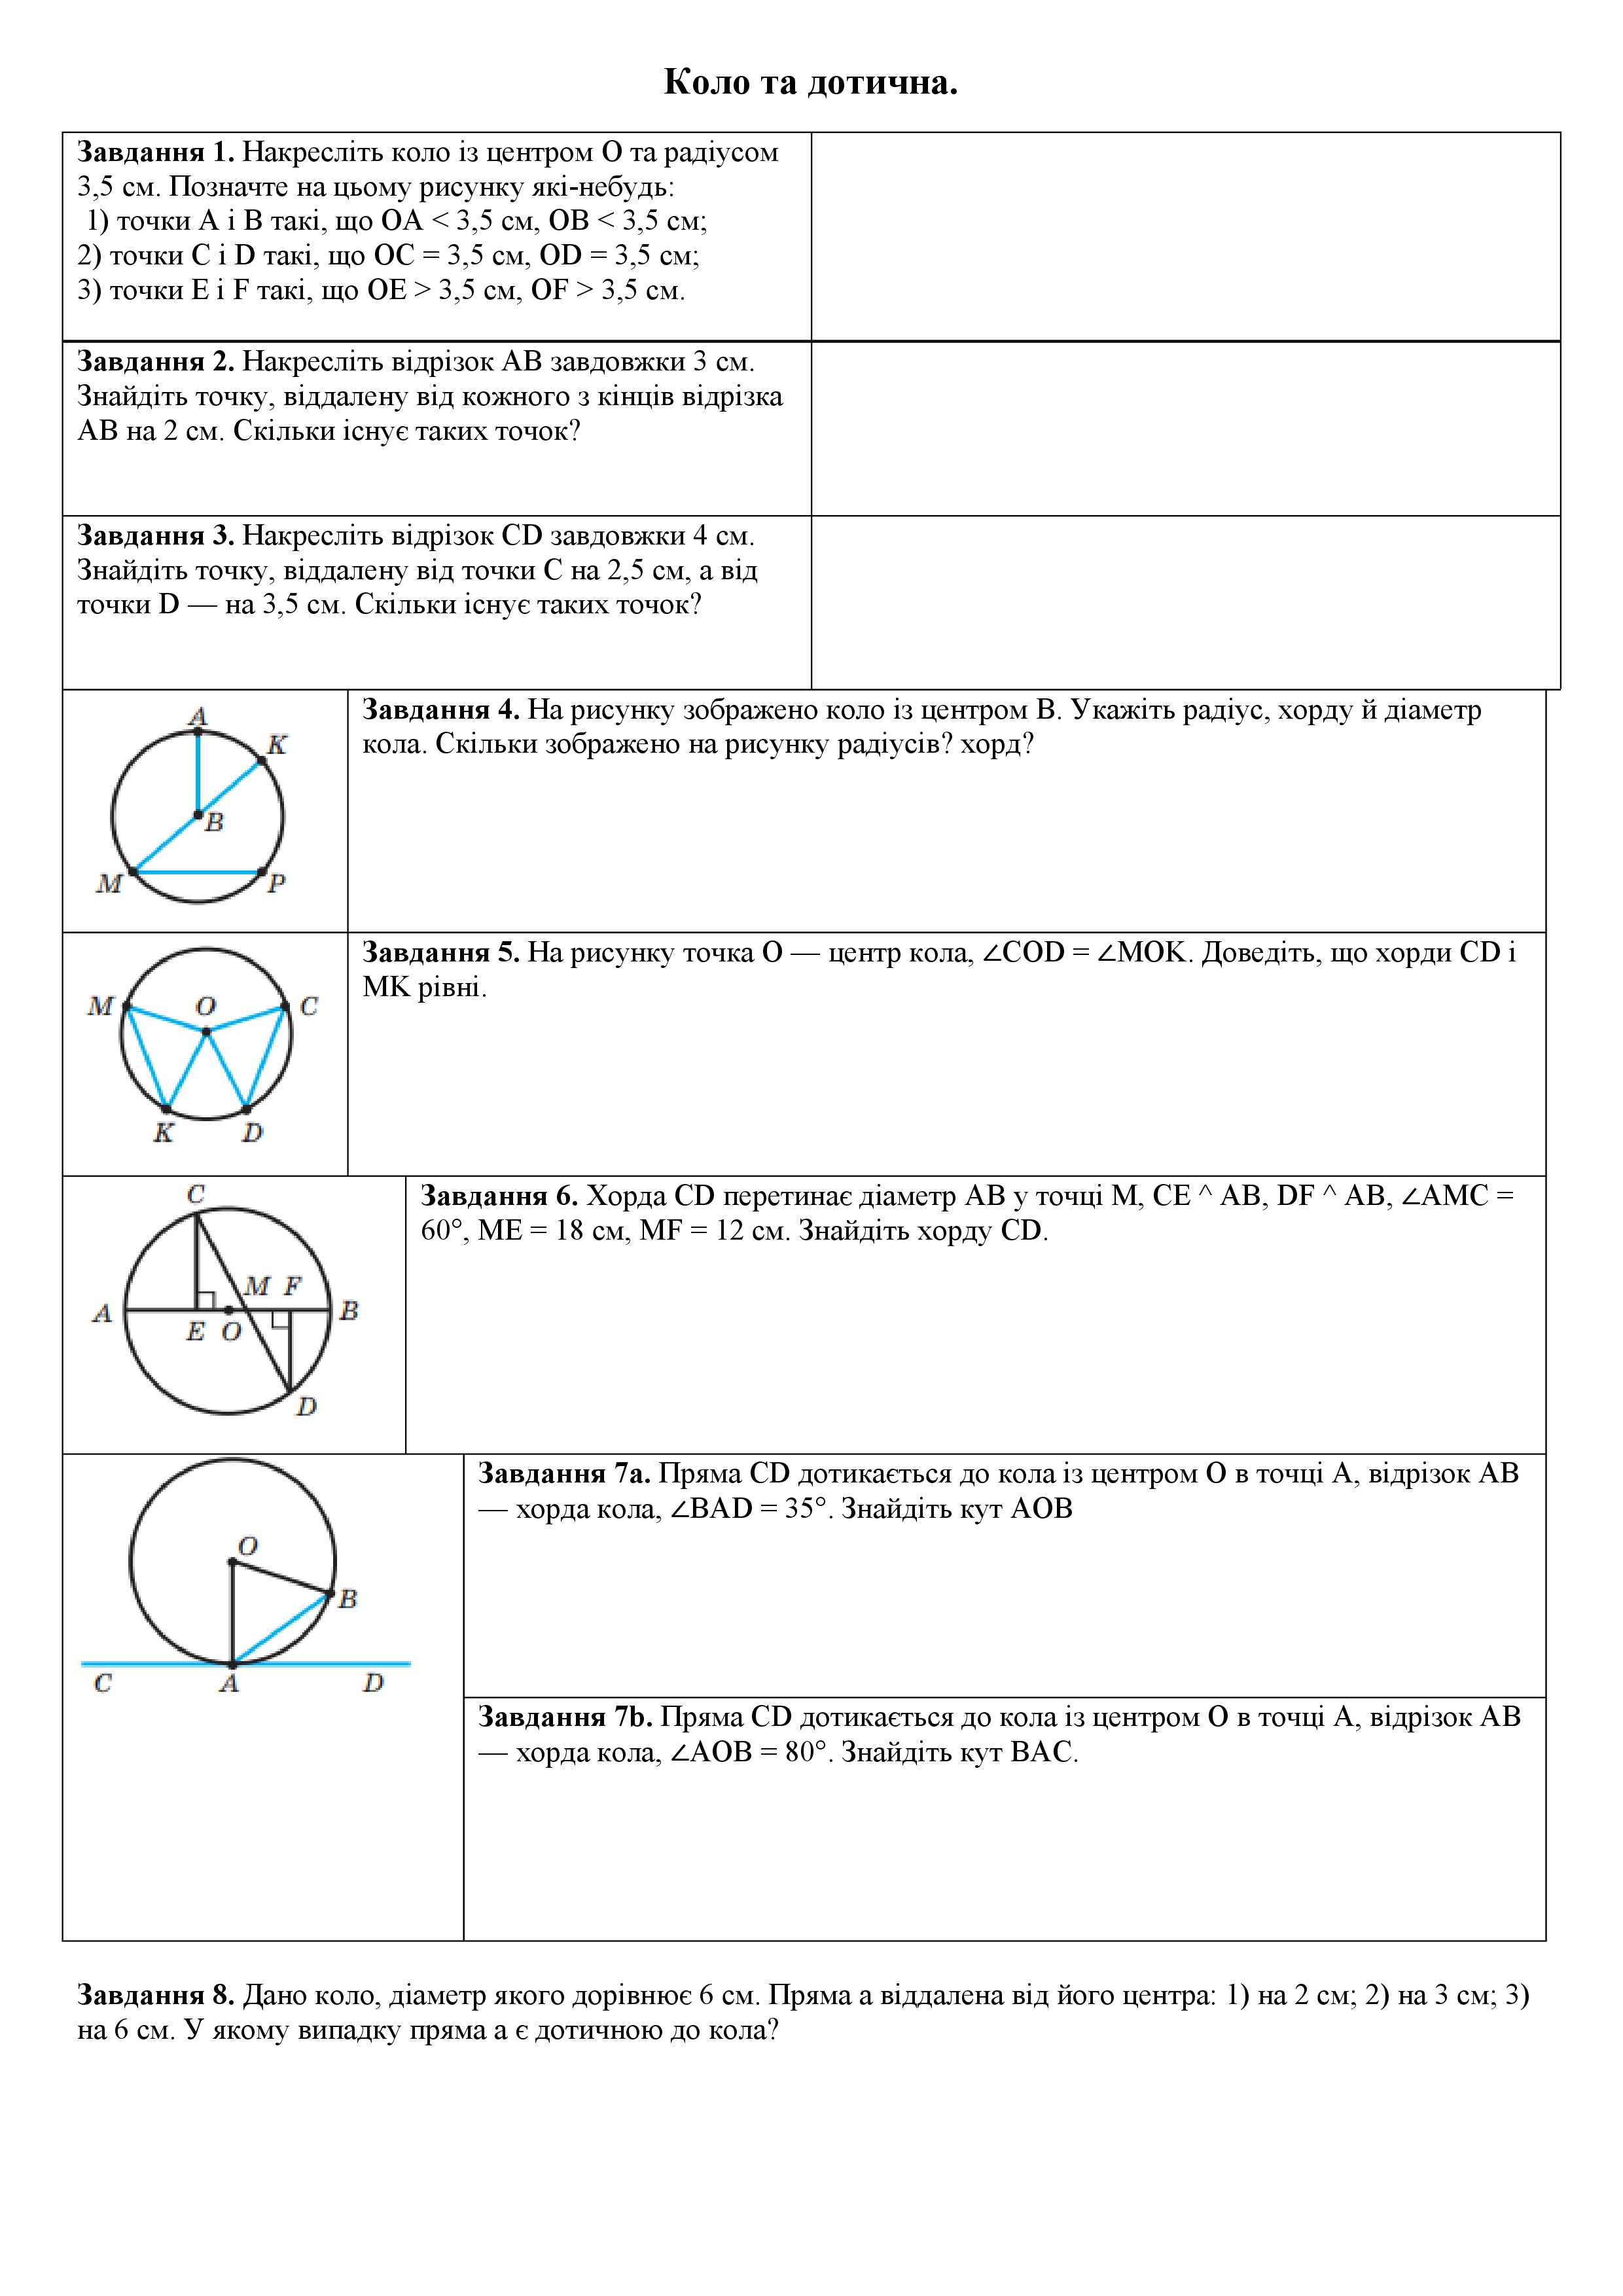 Коло та дотична.
Завдання 1. Накресліть коло із центром О та радіусом
3,5 см. Позначте на цьому рисунку які-небудь:
1) точки A і B такі, що OA < 3,5 см, OB < 3,5 см;
2) точки C і D такі, що OC = 3,5 см, OD = 3,5 см;
3) точки E і F такі, що OE > 3,5 см, OF > 3,5 см.
Завдання 2. Накресліть відрізок AB завдовжки 3 см.
Знайдіть точку, віддалену від кожного з кінців відрізка
AB на 2 см. Скільки існує таких точок?
Завдання 3. Накресліть відрізок CD завдовжки 4 см.
Знайдіть точку, віддалену від точки C на 2,5 см, а від
точки D — на 3,5 см. Скільки існує таких точок?
A
K
B
M
P
Завдання 4. На рисунку зображено коло із центром B. Укажіть радіус, хорду й діаметр
кола. Скільки зображено на рисунку радіусів? хорд?
M
O
C
K
D
Завдання 5. На рисунку точка O — центр кола, ∠COD = ∠MOK. Доведіть, що хорди CD і
MK рівні.
C
M F
A
B
E O
D
Завдання 6. Хорда CD перетинає діаметр AB у точці M, CE ^ AB, DF ^ AB, ∠AMC =
60°, ME = 18 см, MF = 12 см. Знайдіть хорду CD.
O
B
C
A
D
Завдання 7a. Пряма CD дотикається до кола із центром O в точці A, відрізок AB
— хорда кола, ∠BAD = 35°. Знайдіть кут AOB
Завдання 7b. Пряма CD дотикається до кола із центром O в точці A, відрізок AB
— хорда кола, ∠AOB = 80°. Знайдіть кут BAC.
Завдання 8. Дано коло, діаметр якого дорівнює 6 см. Пряма a віддалена від його центра: 1) на 2 см; 2) на 3 см; 3)
на 6 см. У якому випадку пряма a є дотичною до кола?